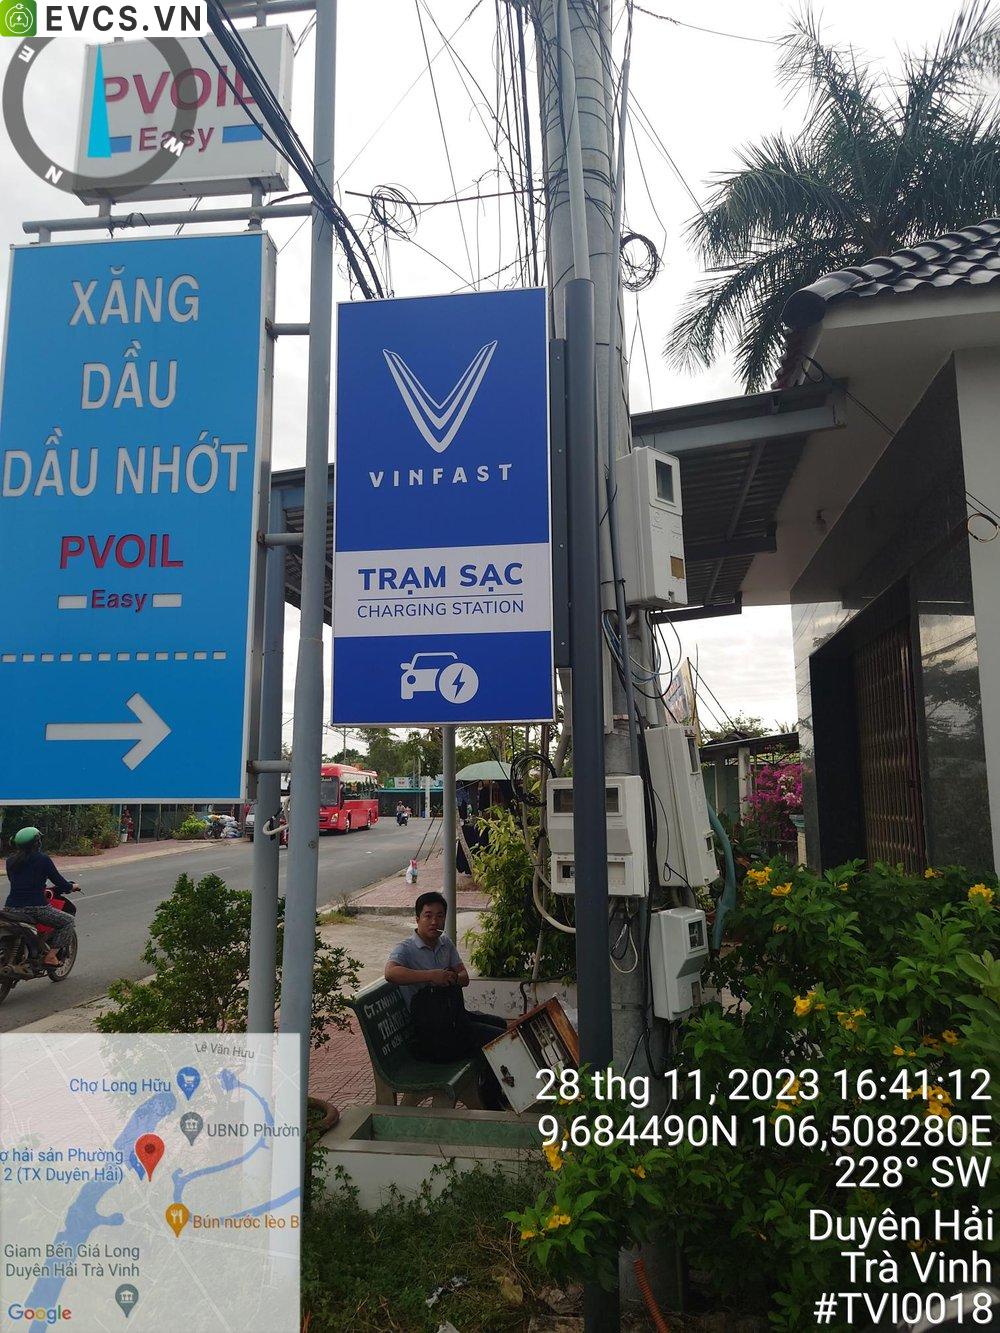 EVCS.VN
PVOIL
Easy
XĂNG
DẦU
DẦU NHỚT
PVOIL
Easy
VINFAST
TRẠM SẠC
CHARGING STATION
28 thg 11, 2023 16:41:12
9,684490N 106,508280E
228° SW
Duyên Hải
Trà Vinh
#TVI0018
Lê Văn Hưu
Chợ Long Hữu
UBND Phườn
ợ hải sản Phường
2 (TX Duyên Hải)
Bún nước lèo B
Giam Bến Giá Long
Duyên Hải Trà Vinh
Google